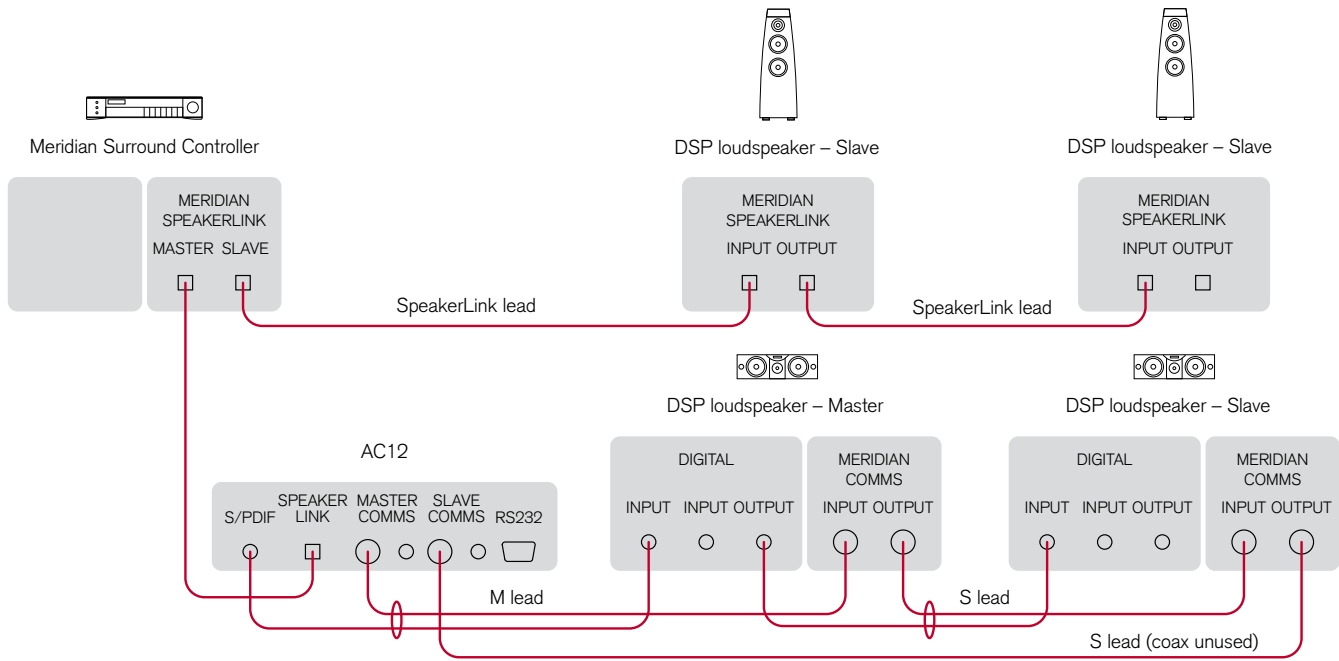 Meridian Surround Controller
DSP loudspeaker – Slave
DSP loudspeaker – Slave
MERIDIAN
SPEAKERLINK
MASTER SLAVE
MERIDIAN
SPEAKERLINK
INPUT OUTPUT
MERIDIAN
SPEAKERLINK
INPUT OUTPUT
SpeakerLink lead
SpeakerLink lead
DSP loudspeaker – Master
DSP loudspeaker – Slave
AC12
S/PDIF
SPEAKER
LINK
MASTER
COMMS
SLAVE
COMMS
RS232
DIGITAL
INPUT
INPUT OUTPUT
MERIDIAN
COMMS
INPUT OUTPUT
DIGITAL
INPUT
INPUT OUTPUT
MERIDIAN
COMMS
INPUT OUTPUT
M lead
S lead
S lead (coax unused)